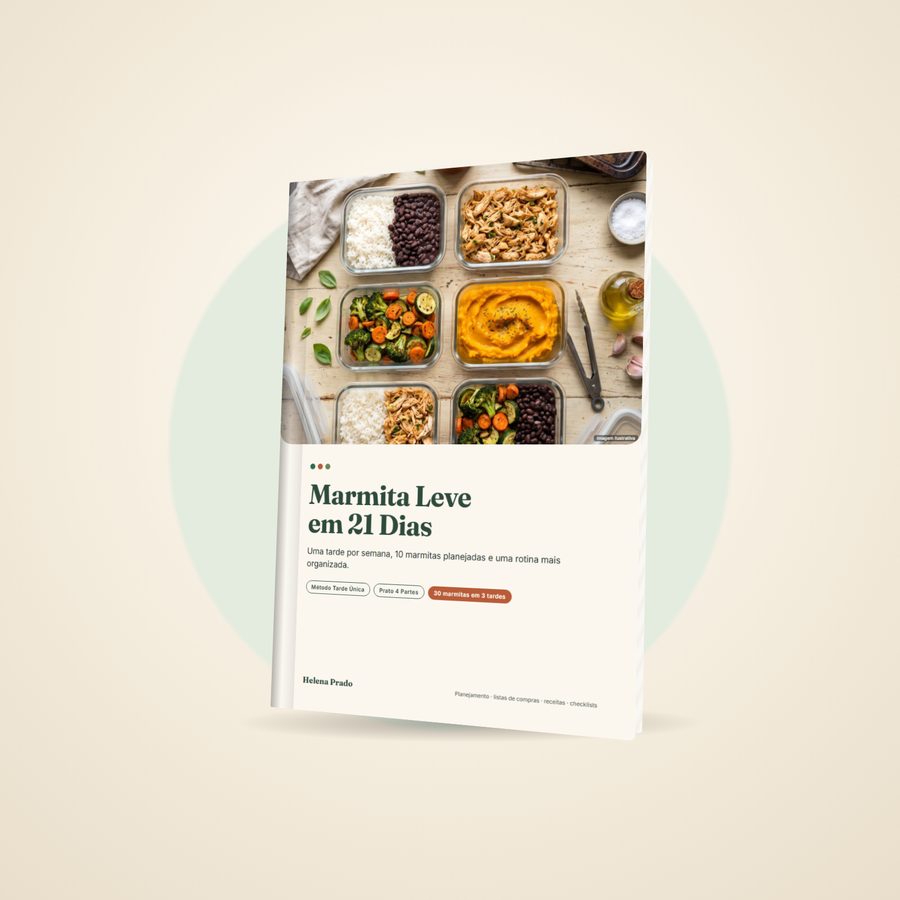 Imagem ilustrativa
Marmita Leve
em 21 Dias
Uma tarde por semana, 10 marmitas planejadas e uma rotina mais
organizada.
Método Tarde Única
Prato 4 Partes
30 marmitas em 3 tardes
Helena Prado
Planejamento · listas de compras · receitas · checklists